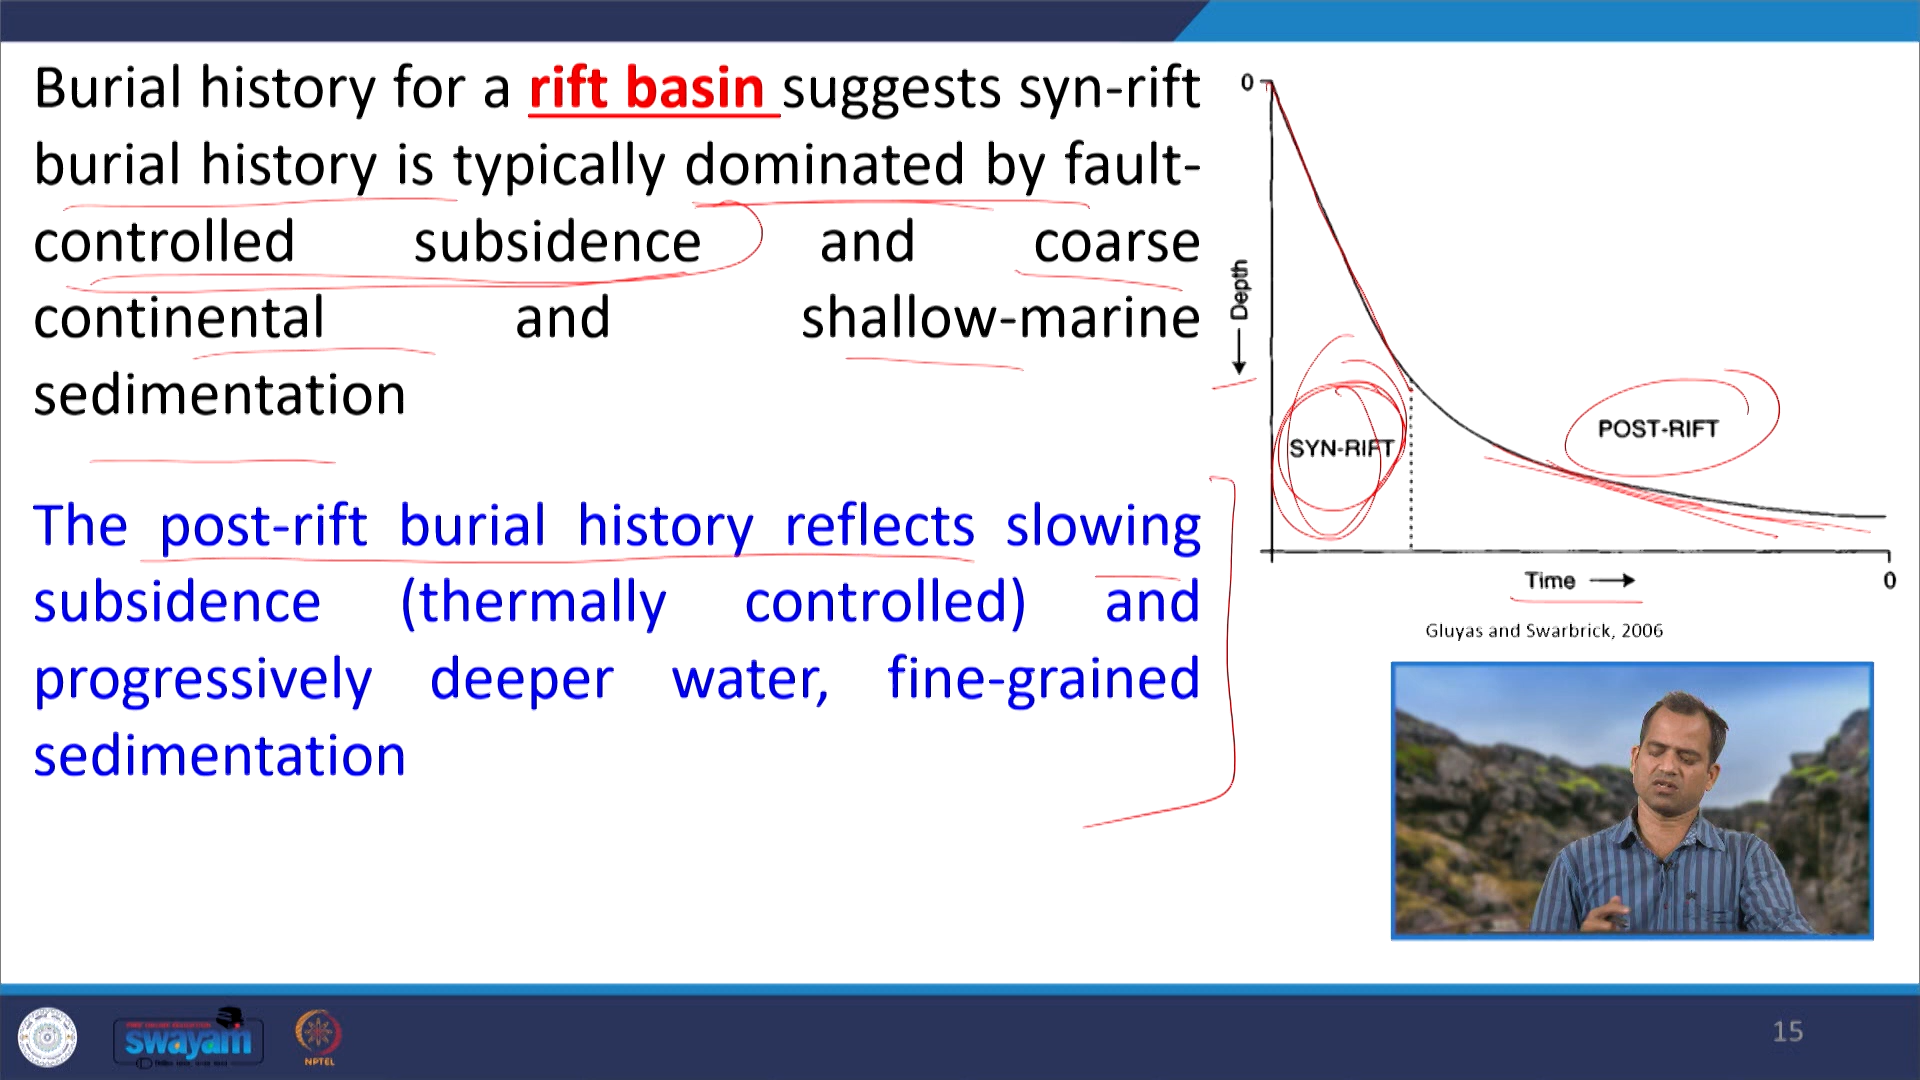 Burial history for a rift basin suggests syn-rift
burial history is typically dominated by fault-
controlled subsidence and coarse
continental and shallow-marine
sedimentation
The post-rift burial history reflects slowing
subsidence (thermally controlled) and
progressively deeper water, fine-grained
sedimentation
0
Depth
SYN-RIFT
POST-RIFT
Time
0
Gluyas and Swarbrick, 2006
swayam
NPTEL
15